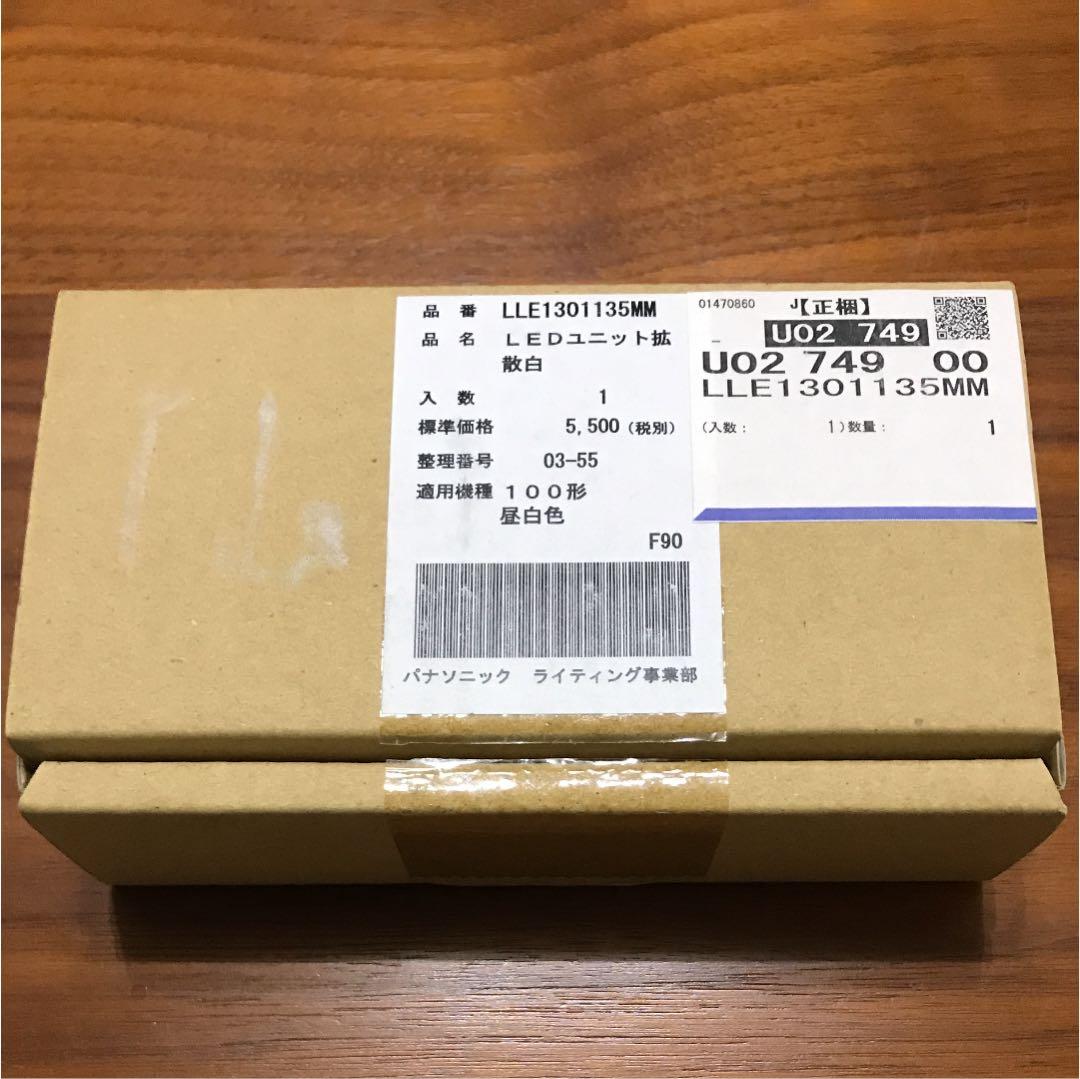 品 番 LLE1301135MM
品 名 LEDユニット拡
散白
入 数 1
標準価格 5,500(税別)
整理番号 03-55
適用機種 100形
昼白色
F90
パナソニック ライティング事業部
01470860 J【正梱】
U02 749
U02 749 00
LLE1301135MM
(入数: 1)数量: 1